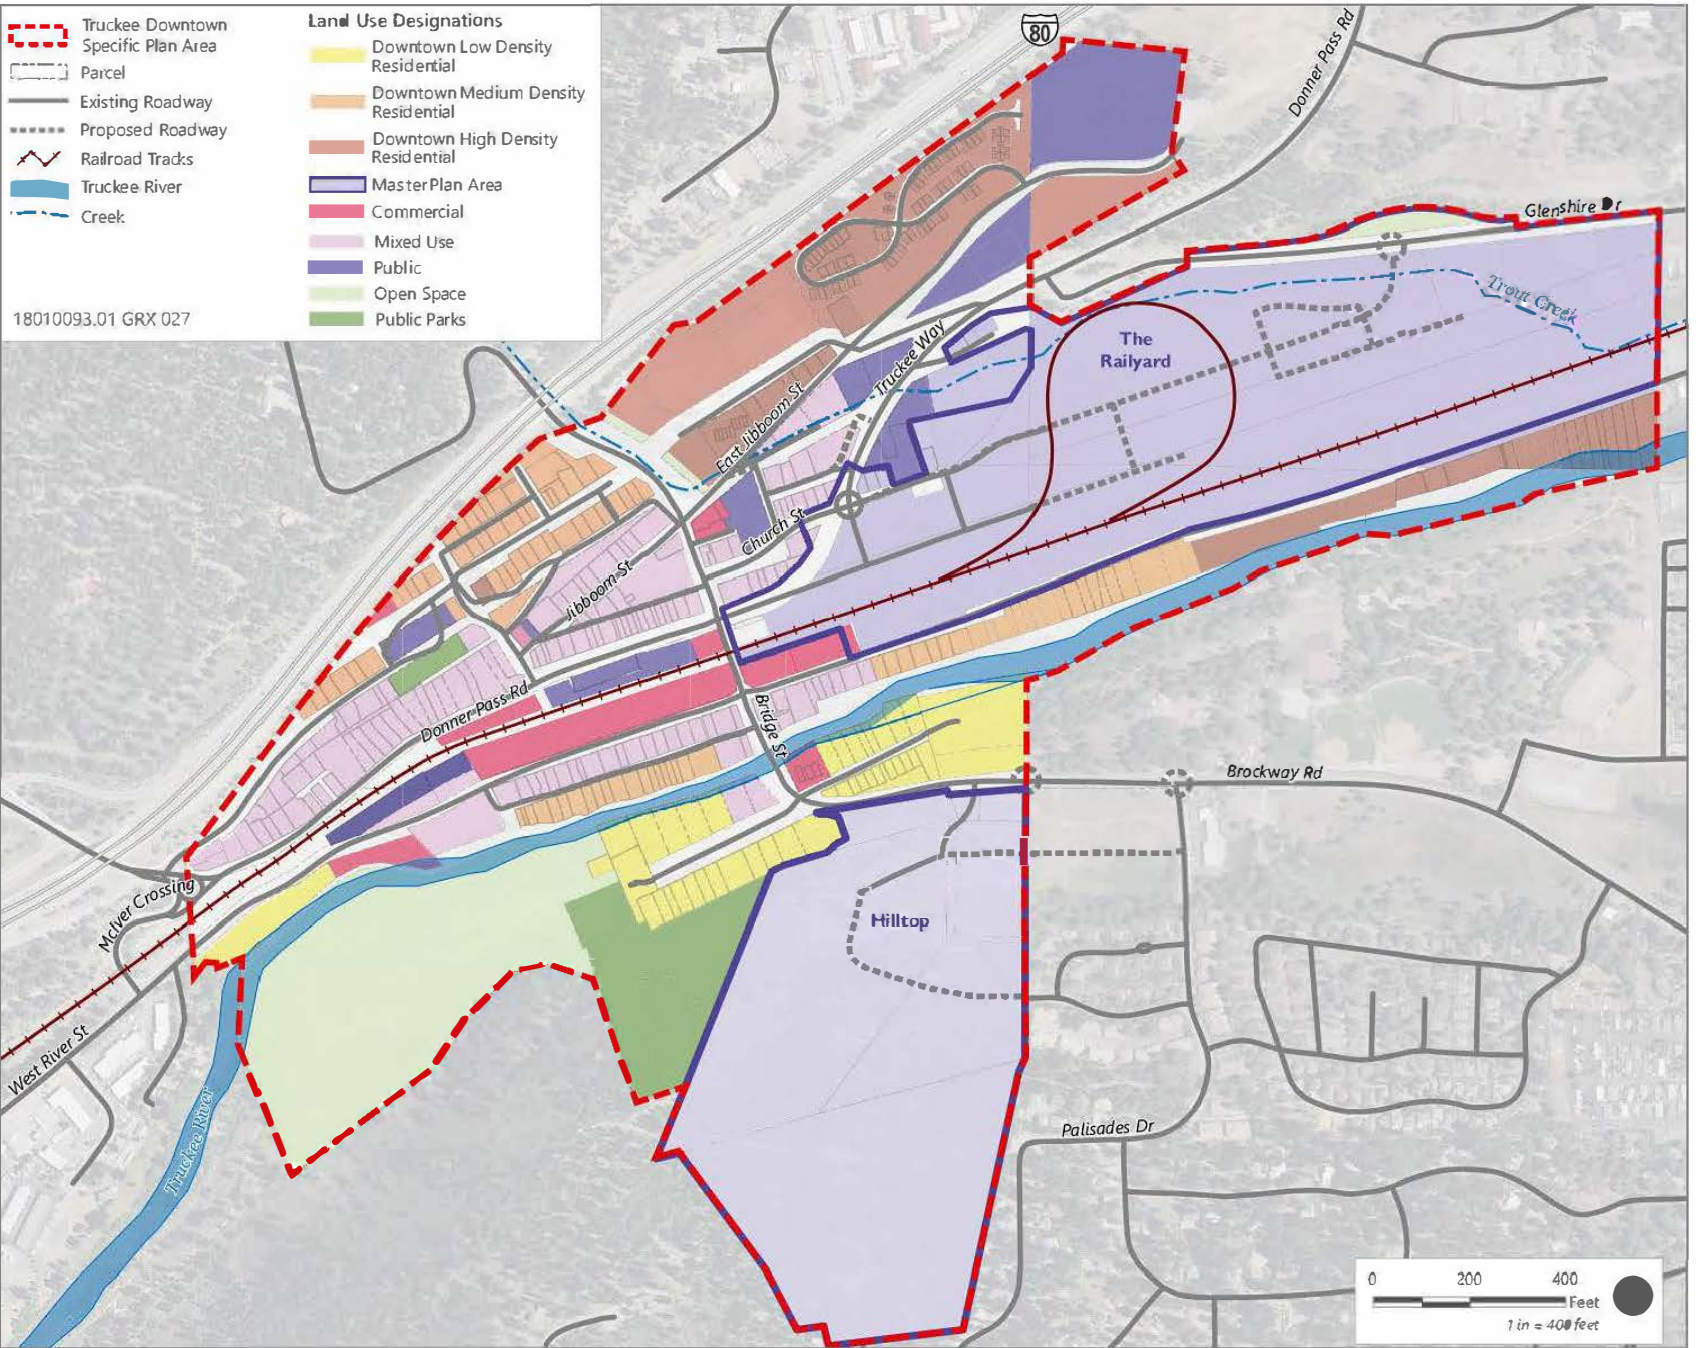 Truckee Downtown
Specific Plan Area
Parcel
Existing Roadway
Proposed Roadway
Railroad Tracks
Truckee River
Creek
18010093.01 GRX 027
Land Use Designations
Downtown Low Density
Residential
Downtown Medium Density
Residential
Downtown High Density
Residential
Master Plan Area
Commercial
Mixed Use
Public
Open Space
Public Parks
80
Donner Pass Rd
Glenshire Dr
Trout Creek
The
Railyard
Truckee Way
East Jibboom St
Church St
Jibboom St
Donner Pass Rd
Bridge St
Brockway Rd
McIver Crossing
Hilltop
West River St
Truckee River
Palisades Dr
0 200 400
Feet
1 in = 400 feet